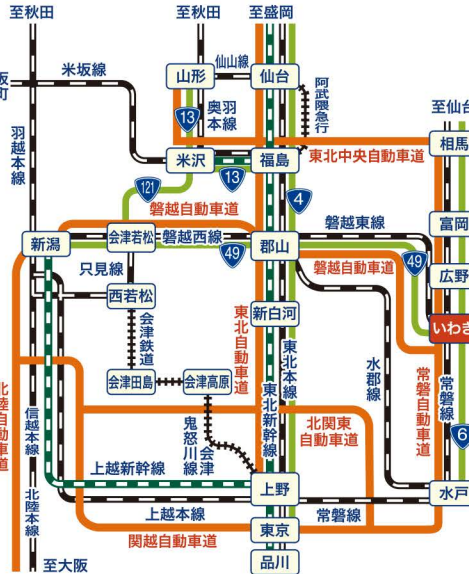 至秋田
至秋田
至盛岡
米坂線
山形
仙山線
仙台
阿武隈急行
至仙台
町
羽越本線
13
奥羽本線
相馬
米沢
福島
13
東北中央自動車道
121
4
磐越自動車道
富岡
新潟
会津若松
磐越西線
49
郡山
磐越東線
49
磐越自動車道
広野
只見線
西若松
新白河
いわき
会津鉄道
東北自動車道
東北本線
水郡線
常磐自動車道
常磐線
会津田島
会津高原
東北新幹線
北関東自動車道
6
北陸自動車道
信越本線
北陸本線
会津鬼怒川線
上越新幹線
上野
水戸
上越本線
常磐線
関越自動車道
東京
至大阪
品川